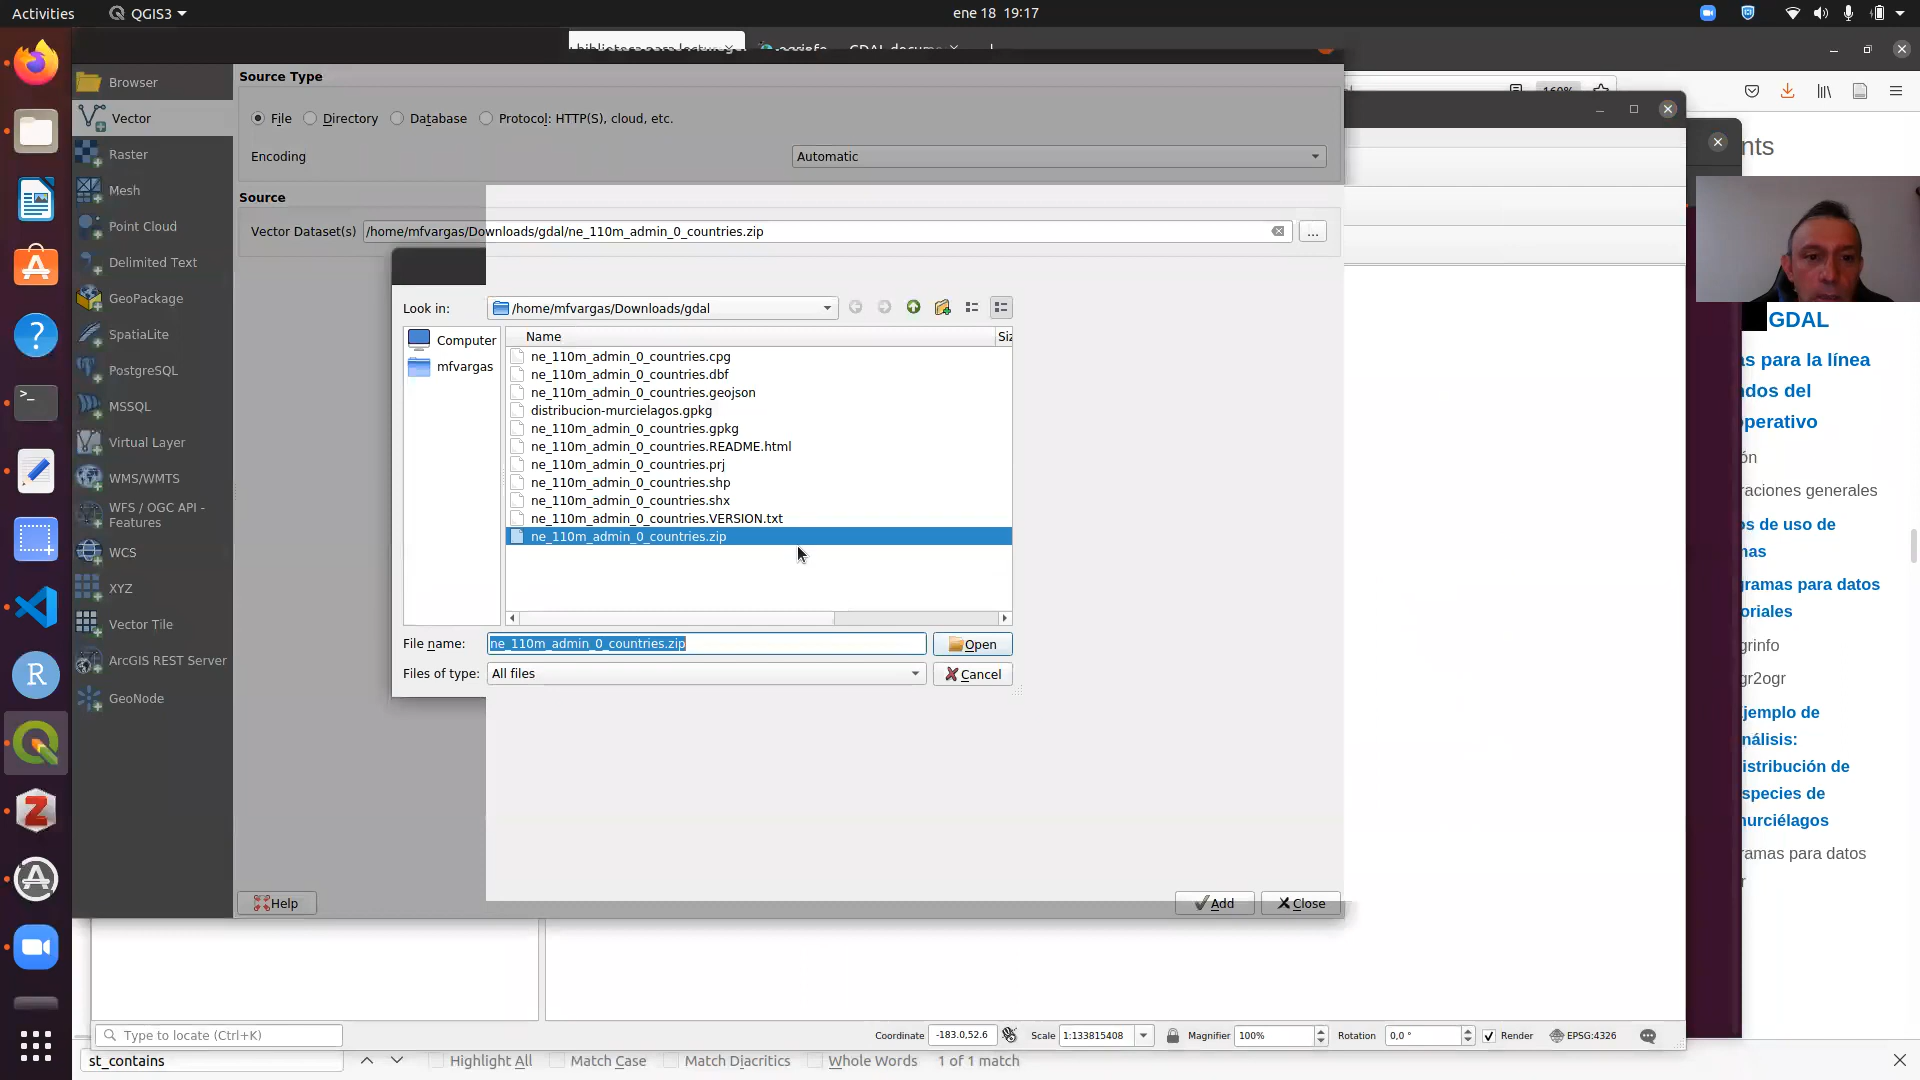 Activities
QGIS3
ene 18 19:17
160%
Browser
Vector
Raster
Mesh
Point Cloud
Delimited Text
GeoPackage
SpatiaLite
PostgreSQL
MSSQL
Virtual Layer
WMS/WMTS
WFS / OGC API -
Features
WCS
XYZ
Vector Tile
ArcGIS REST Server
GeoNode
Source Type
File
Directory
Database
Protocol: HTTP(S), cloud, etc.
Encoding
Automatic
Source
Vector Dataset(s)
/home/mfvargas/Downloads/gdal/ne_110m_admin_0_countries.zip
...
Look in:
/home/mfvargas/Downloads/gdal
Computer
mfvargas
Name
Siz
ne_110m_admin_0_countries.cpg
ne_110m_admin_0_countries.dbf
ne_110m_admin_0_countries.geojson
distribucion-murcielagos.gpkg
ne_110m_admin_0_countries.gpkg
ne_110m_admin_0_countries.README.html
ne_110m_admin_0_countries.prj
ne_110m_admin_0_countries.shp
ne_110m_admin_0_countries.shx
ne_110m_admin_0_countries.VERSION.txt
ne_110m_admin_0_countries.zip
File name:
ne_110m_admin_0_countries.zip
Open
Files of type:
All files
Cancel
Help
Add
Close
nts
GDAL
as para la línea
ndos del
perativo
ón
raciones generales
os de uso de
mas
gramas para datos
oriales
grinfo
gr2ogr
jemplo de
nálisis:
istribución de
species de
nurciélagos
ramas para datos
r
Type to locate (Ctrl+K)
Coordinate
-183.0,52.6
Scale
1:133815408
Magnifier
100%
Rotation
0,0 °
Render
EPSG:4326
st_contains
Highlight All
Match Case
Match Diacritics
Whole Words
1 of 1 match